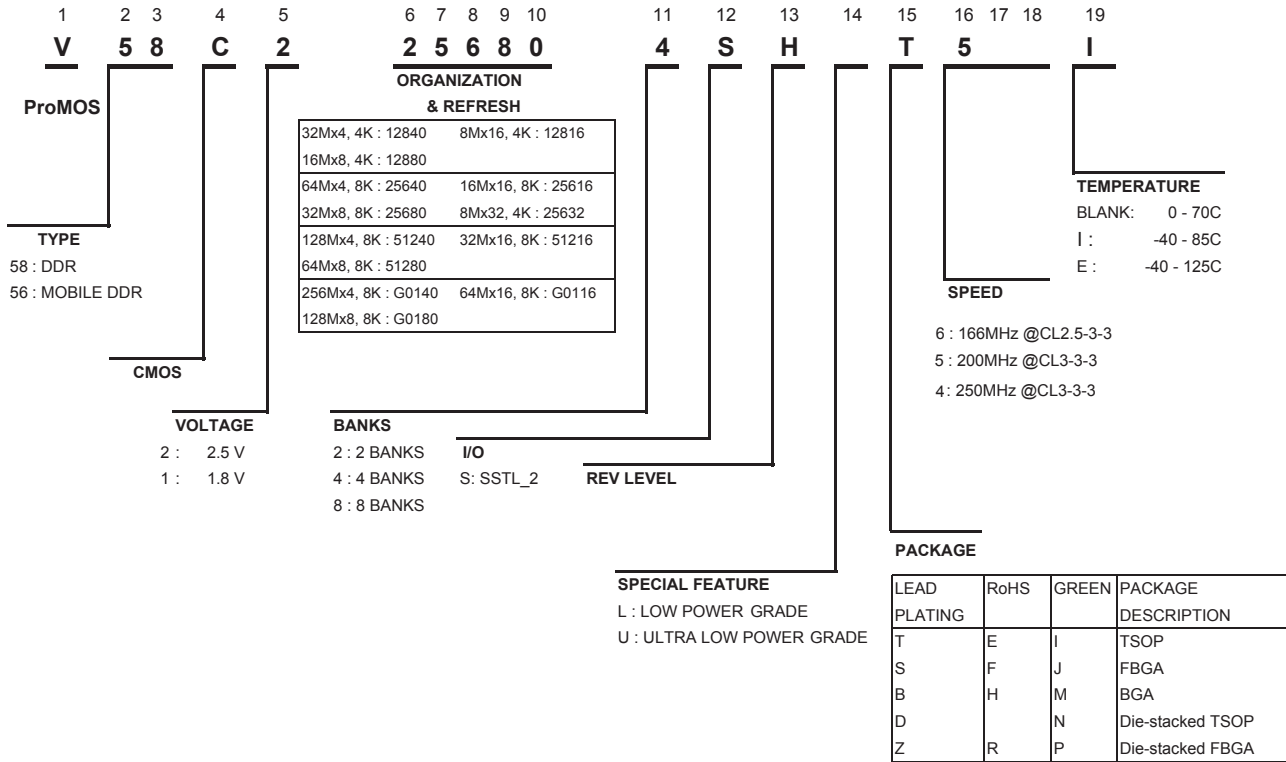 1 2 3 4 5 6 7 8 9 10 11 12 13 14 15 16 17 18 19
V 5 8 C 2 2 5 6 8 0 4 S H T 5 I
ProMOS
ORGANIZATION
& REFRESH
32Mx4, 4K : 12840 8Mx16, 4K : 12816
16Mx8, 4K : 12880
64Mx4, 8K : 25640 16Mx16, 8K : 25616
32Mx8, 8K : 25680 8Mx32, 4K : 25632
128Mx4, 8K : 51240 32Mx16, 8K : 51216
64Mx8, 8K : 51280
256Mx4, 8K : G0140 64Mx16, 8K : G0116
128Mx8, 8K : G0180
TYPE
58 : DDR
56 : MOBILE DDR
TEMPERATURE
BLANK: 0 - 70C
I : -40 - 85C
E : -40 - 125C
SPEED
6 : 166MHz @CL2.5-3-3
5 : 200MHz @CL3-3-3
4: 250MHz @CL3-3-3
CMOS
VOLTAGE
2 : 2.5 V
1 : 1.8 V
BANKS
2 : 2 BANKS
4 : 4 BANKS
8 : 8 BANKS
I/O
S: SSTL_2
REV LEVEL
SPECIAL FEATURE
L : LOW POWER GRADE
U : ULTRA LOW POWER GRADE
PACKAGE
LEAD RoHS GREEN PACKAGE
PLATING DESCRIPTION
T E I TSOP
S F J FBGA
B H M BGA
D N Die-stacked TSOP
Z R P Die-stacked FBGA